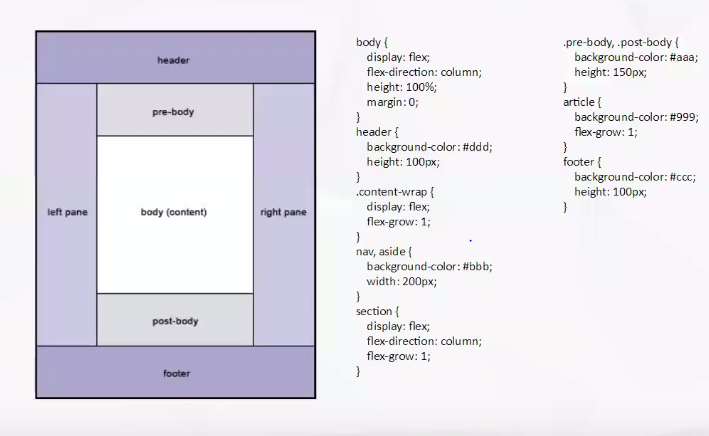 header
pre-body
left pane
body (content)
right pane
post-body
footer
body {
display: flex;
flex-direction: column;
height: 100%;
margin: 0;
}
header {
background-color: #ddd;
height: 100px;
}
.content-wrap {
display: flex;
flex-grow: 1;
}
nav, aside {
background-color: #bbb;
width: 200px;
}
section {
display: flex;
flex-direction: column;
flex-grow: 1;
}
.pre-body, .post-body {
background-color: #aaa;
height: 150px;
}
article {
background-color: #999;
flex-grow: 1;
}
footer {
background-color: #ccc;
height: 100px;
}